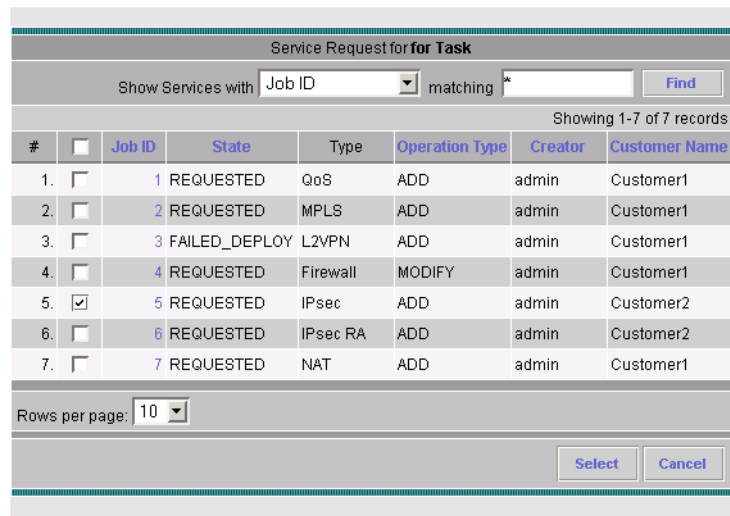 Service Request for for Task
Show Services with Job ID matching * Find
Showing 1-7 of 7 records
# Job ID State Type Operation Type Creator Customer Name
1. 1 REQUESTED QoS ADD admin Customer1
2. 2 REQUESTED MPLS ADD admin Customer1
3. 3 FAILED_DEPLOY L2VPN ADD admin Customer1
4. 4 REQUESTED Firewall MODIFY admin Customer1
5. 5 REQUESTED IPsec ADD admin Customer2
6. 6 REQUESTED IPsec RA ADD admin Customer2
7. 7 REQUESTED NAT ADD admin Customer1
Rows per page: 10
Select Cancel